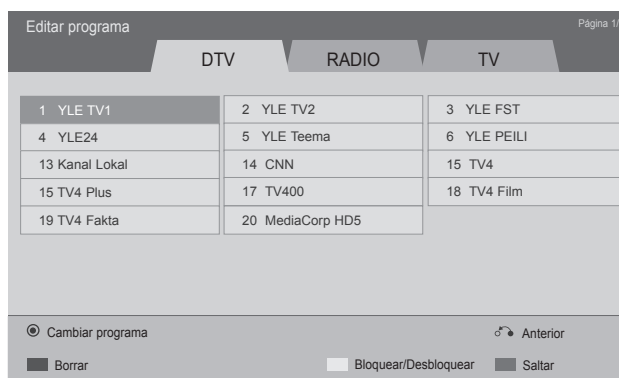 Editar programa Página 1/
DTV RADIO TV
1 YLE TV1 2 YLE TV2 3 YLE FST
4 YLE24 5 YLE Teema 6 YLE PEILI
13 Kanal Lokal 14 CNN 15 TV4
15 TV4 Plus 17 TV400 18 TV4 Film
19 TV4 Fakta 20 MediaCorp HD5
Cambiar programa Anterior
Borrar Bloquear/Desbloquear Saltar